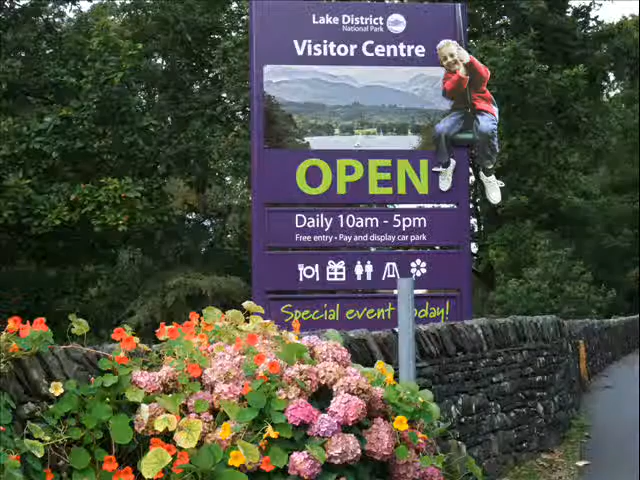 Lake District
National Park
Visitor Centre
OPEN
Daily 10am - 5pm
Free entry • Pay and display car park
Special event oday!